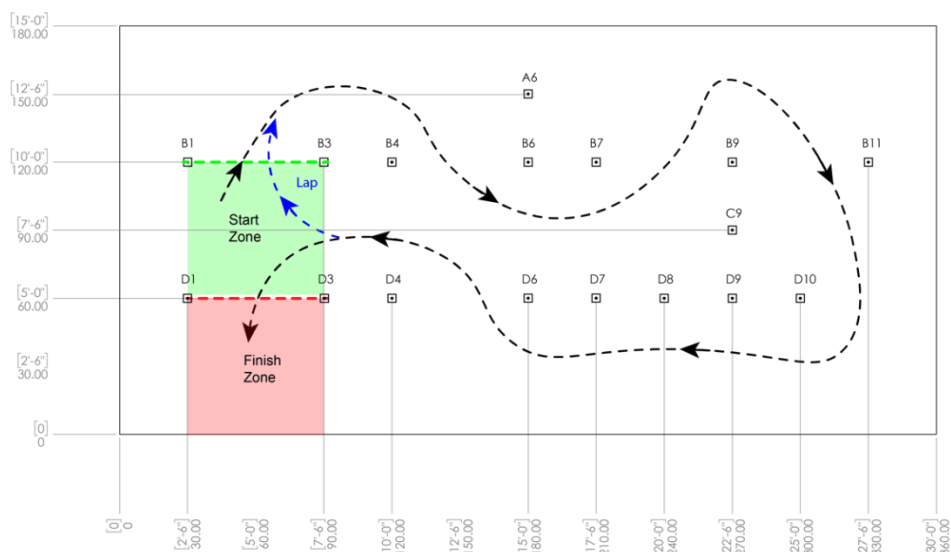 [15'-0"]
180.00
[12'-6"]
150.00
A6
B1
B3
B4
B6
B7
B9
B11
[10'-0"]
120.00
Lap
Start
Zone
C9
[7'-6"]
90.00
D1
D3
D4
D6
D7
D8
D9
D10
[5'-0"]
60.00
Finish
Zone
[2'-6"]
30.00
[0]
0
[0]
0
[2'-6"]
30.00
[5'-0"]
60.00
[7'-6"]
90.00
10'-0"
120.00
12'-6"
150.00
15'-0"
180.00
17'-6"
210.00
20'-0"
240.00
22'-6"
270.00
25'-0"
300.00
27'-6"
330.00
30'-0"